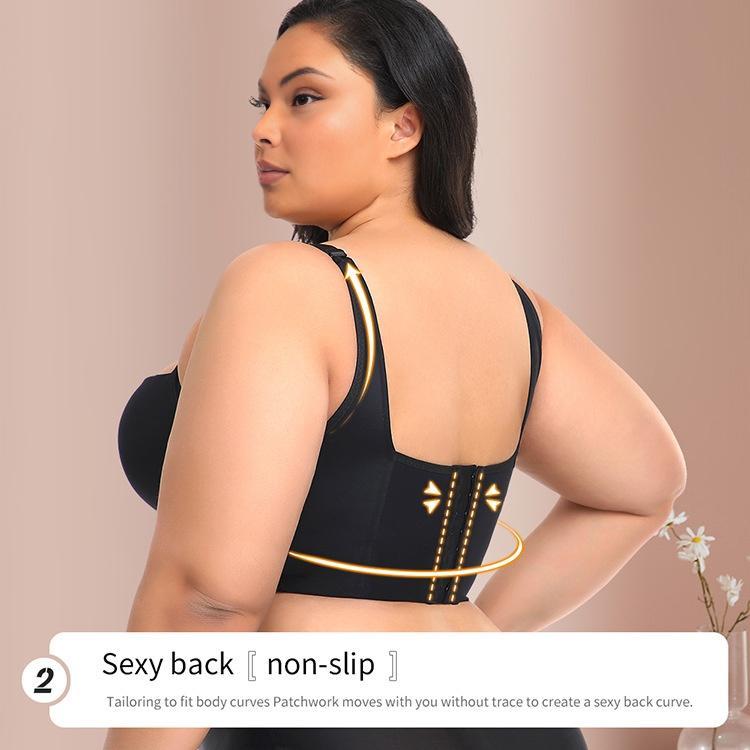 2
Sexy back〖 non-slip 〗
Tailoring to fit body curves Patchwork moves with you without trace to create a sexy back curve.